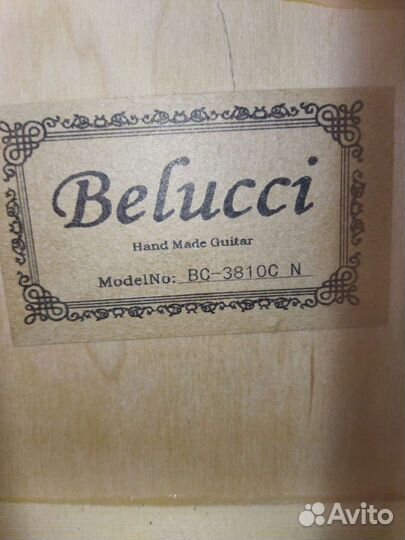 Belucci
Hand Made Guitar
ModelNo: BC-3810C N
Avito